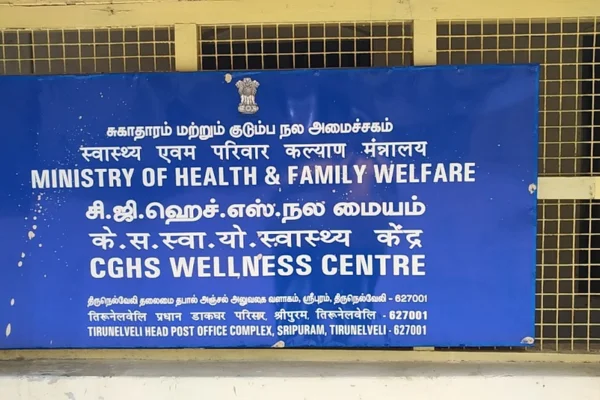 சுகாதாரம் மற்றும் குடும்ப நல அமைச்சகம்
स्वास्थ्य एवम परिवार कल्याण मंत्रालय
MINISTRY OF HEALTH & FAMILY WELFARE
சி.ஜி.ஹெச்.எஸ்.நல மையம்
के.स.स्वा.यो.स्वास्थ्य केंद्र
CGHS WELLNESS CENTRE
திருநெல்வேலி தலைமை தபால் அஞ்சல் அலுவலக வளாகம், ஸ்ரீபுரம், திருநெல்வேலி - 627001
तिरूनेलवेलि प्रधान डाकघर परिसर, श्रीपुरम, तिरूनेलवेलि - 627001
TIRUNELVELI HEAD POST OFFICE COMPLEX, SRIPURAM, TIRUNELVELI - 627001